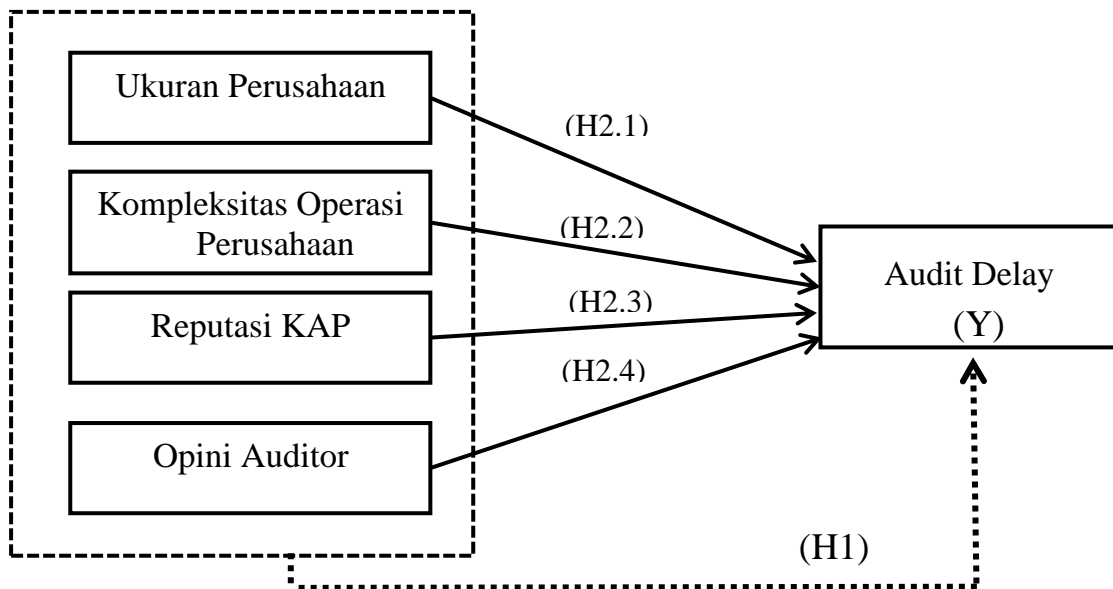 Ukuran Perusahaan
(H2.1)
Kompleksitas Operasi
Perusahaan
(H2.2)
Reputasi KAP
(H2.3)
Opini Auditor
(H2.4)
Audit Delay
(Y)
(H1)